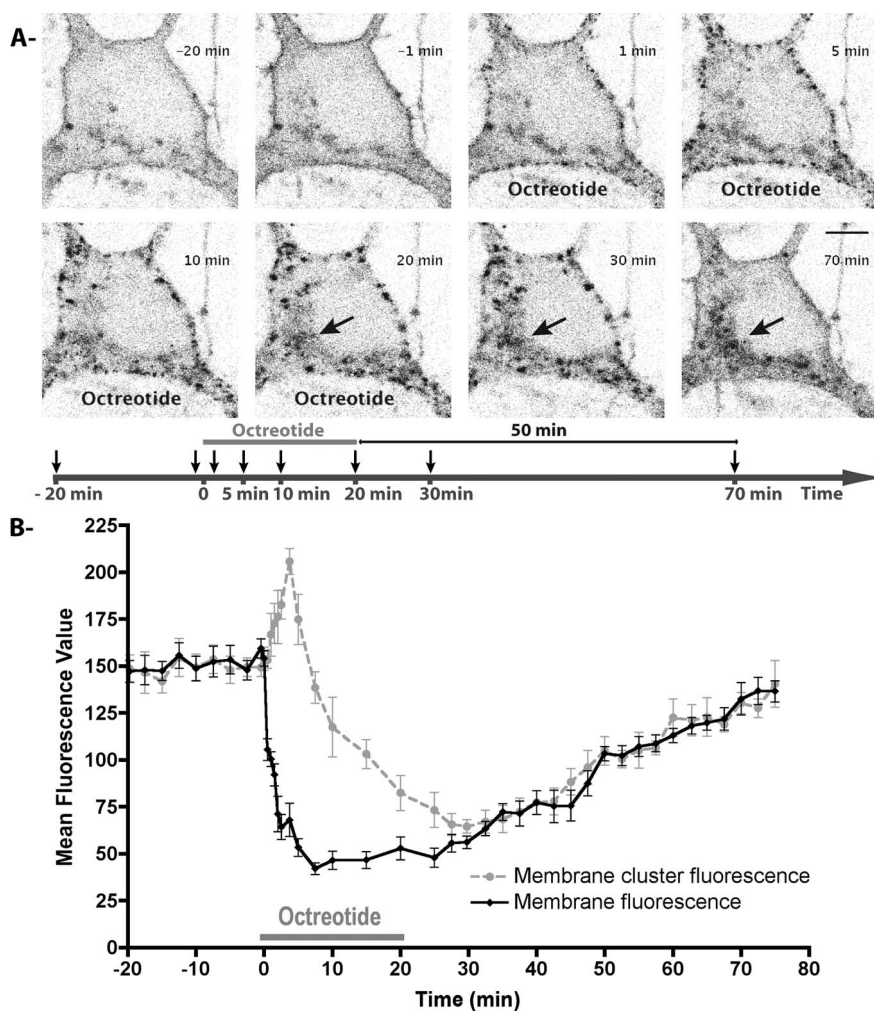 A-
−20 min
−1 min
1 min
5 min
Octreotide
Octreotide
10 min
20 min
30 min
70 min
Octreotide
Octreotide
Octreotide
50 min
- 20 min
0
5 min
10 min
20 min
30min
70 min
Time
B-
225
200
175
150
125
100
75
50
25
0
Mean Fluorescence Value
Membrane cluster fluorescence
Membrane fluorescence
Octreotide
-20
-10
0
10
20
30
40
50
60
70
80
Time (min)